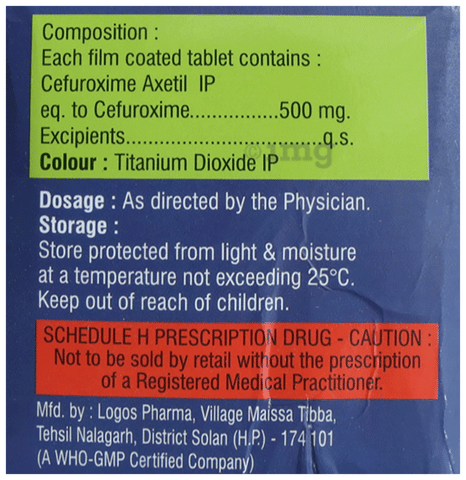 Composition :
Each film coated tablet contains :
Cefuroxime Axetil IP
eq. to Cefuroxime................500 mg.
Excipients.............................q.s.
Colour : Titanium Dioxide IP
Dosage : As directed by the Physician.
Storage :
Store protected from light & moisture
at a temperature not exceeding 25°C.
Keep out of reach of children.
SCHEDULE H PRESCRIPTION DRUG - CAUTION :
Not to be sold by retail without the prescription
of a Registered Medical Practitioner.
Mfd. by : Logos Pharma, Village Maissa Tibba,
Tehsil Nalagarh, District Solan (H.P.) - 174 101
(A WHO-GMP Certified Company)